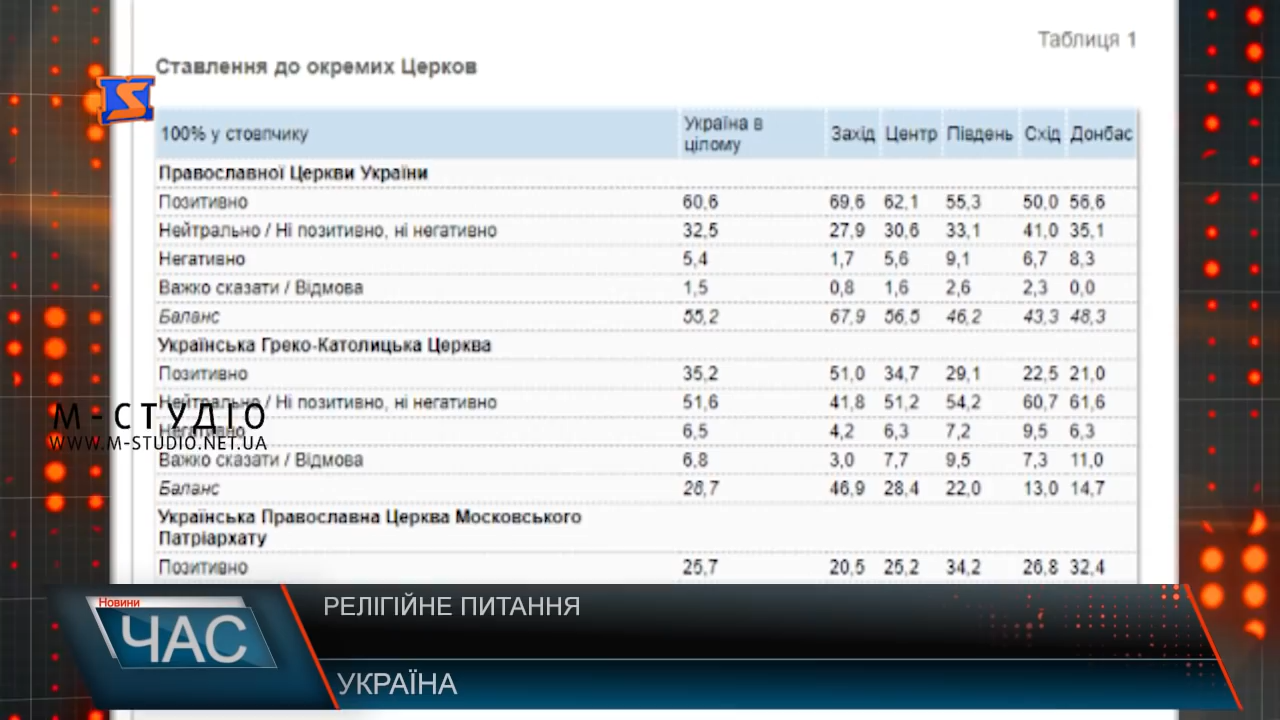 Таблиця 1
Ставлення до окремих Церков
100% у стовпчику Україна в цілому Захід Центр Південь Схід Донбас
Православної Церкви України
Позитивно 60,6 69,6 62,1 55,3 50,0 56,6
Нейтрально / Ні позитивно, ні негативно 32,5 27,9 30,6 33,1 41,0 35,1
Негативно 5,4 1,7 5,6 9,1 6,7 8,3
Важко сказати / Відмова 1,5 0,8 1,6 2,6 2,3 0,0
Баланс 55,2 67,9 56,5 46,2 43,3 48,3
Українська Греко-Католицька Церква
Позитивно 35,2 51,0 34,7 29,1 22,5 21,0
Нейтрально / Ні позитивно, ні негативно 51,6 41,8 51,2 54,2 60,7 61,6
М-СТУДІО
Негативно 6,5 4,2 6,3 7,2 9,5 6,3
WWW.M-STUDIO.NET.UA
Важко сказати / Відмова 6,8 3,0 7,7 9,5 7,3 11,0
Баланс 28,7 46,9 28,4 22,0 13,0 14,7
Українська Православна Церква Московського
Патріархату
Позитивно 25,7 20,5 25,2 34,2 26,8 32,4
Новини
ЧАС
РЕЛІГІЙНЕ ПИТАННЯ
УКРАЇНА